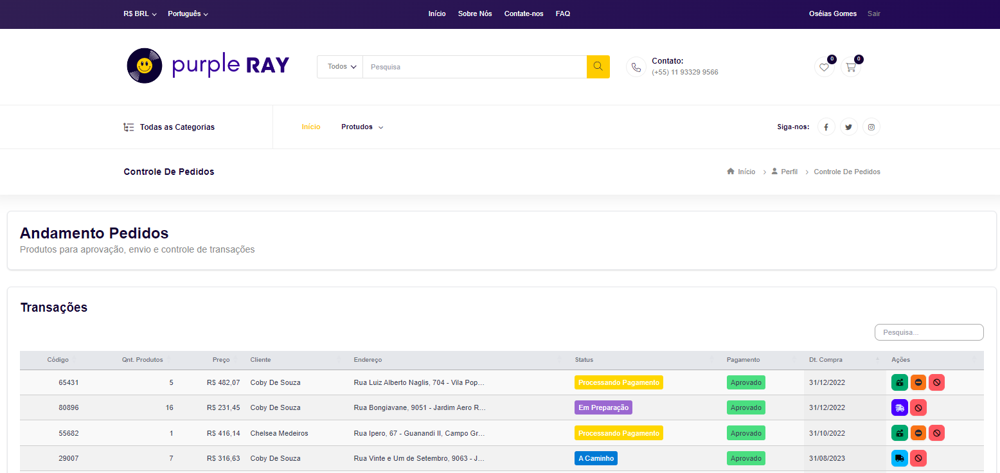 R$ BRL Português Início Sobre Nós Contate-nos FAQ Oséias Gomes Sair
purple RAY Todos Pesquisa Contato: 0 0
(+55) 11 93329 9566
Todas as Categorias Início Protudos Siga-nos:
Controle De Pedidos Início Perfil Controle De Pedidos
Andamento Pedidos
Produtos para aprovação, envio e controle de transações
Transações
Pesquisa...
Código Qnt. Produtos Preço Cliente Endereço Status Pagamento Dt. Compra Ações
65431 5 R$ 482,07 Coby De Souza Rua Luiz Alberto Naglis, 704 - Vila Pop... Processando Pagamento Aprovado 31/12/2022
80896 16 R$ 231,45 Coby De Souza Rua Bongiavane, 9051 - Jardim Aero R... Em Preparação Aprovado 31/12/2022
55682 1 R$ 416,14 Chelsea Medeiros Rua Ipero, 67 - Guanandi II, Campo Gr... Processando Pagamento Aprovado 31/10/2022
29007 7 R$ 316,63 Coby De Souza Rua Vinte e Um de Setembro, 9063 - J... A Caminho Aprovado 31/08/2023